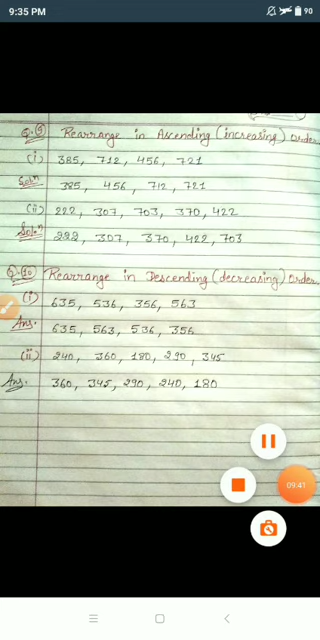 9:35 PM
90
Q.9 Rearrange in Ascending (increasing) Order
(i) 385, 712, 456, 721
Soln 385, 456, 712, 721
(ii) 222, 307, 703, 370, 422
Soln. 222, 307, 370, 422, 703
Q.10 Rearrange in Descending (decreasing) Order
(i) 635, 536, 356, 563
Ans. 635, 563, 536, 356
(ii) 240, 360, 180, 290, 345
Ans. 360, 345, 290, 240, 180
09:41